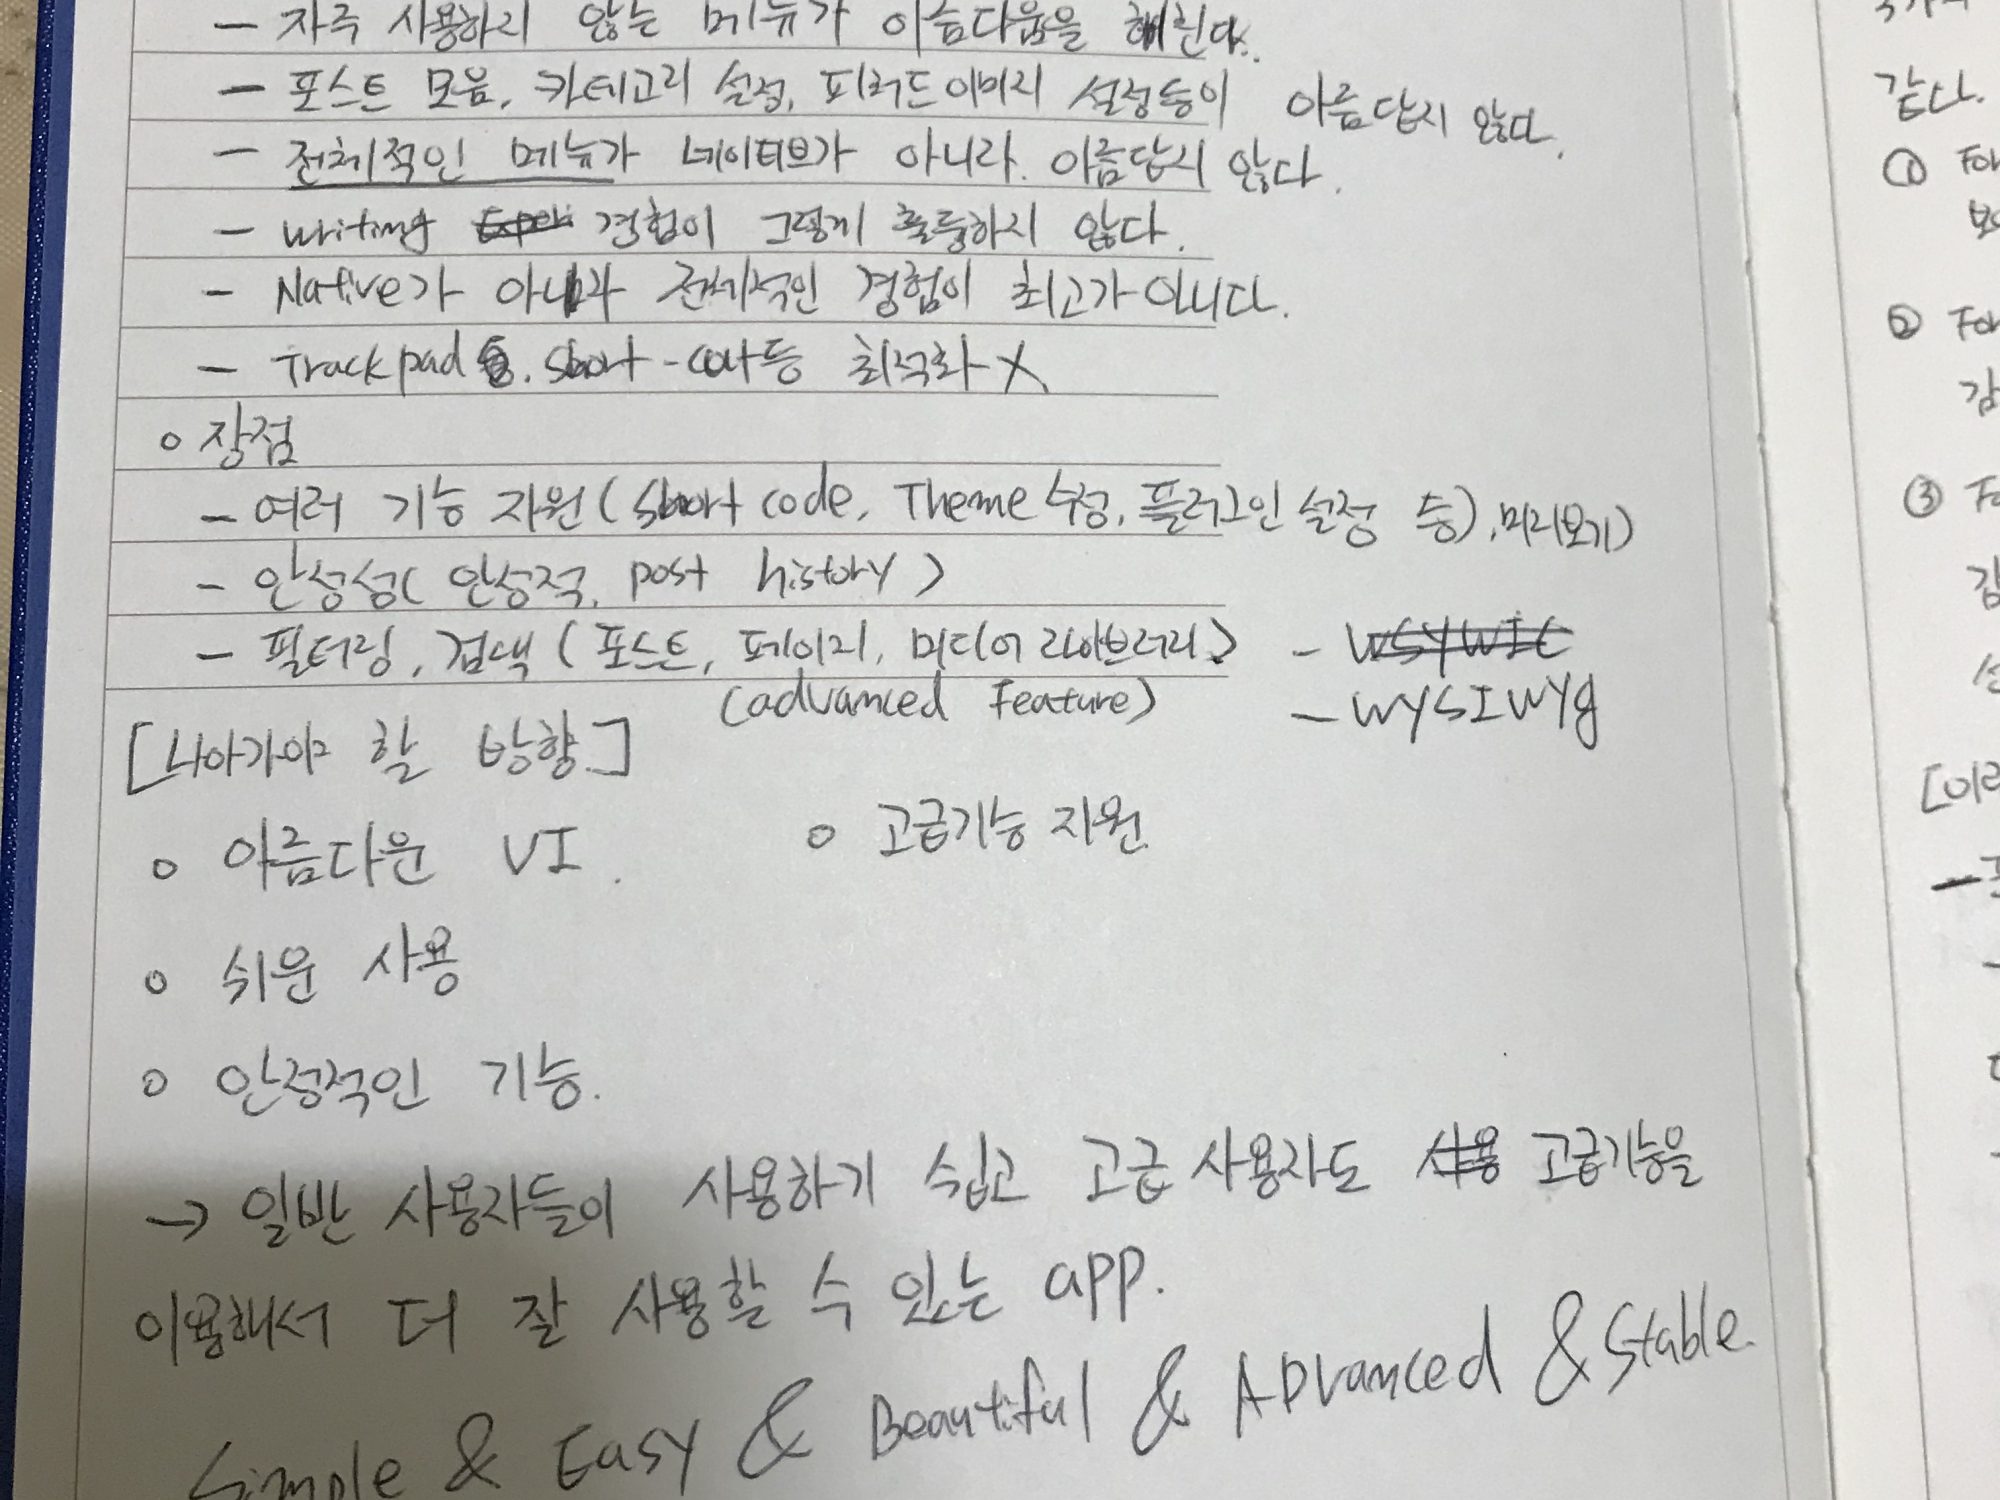 - 자주 사용하지 않는 메뉴가 아름다움을 해친다.
- 포스트 모음, 카테고리 설정, 피쳐드이미지 설정등이 아름답지 않다.
- 전체적인 메뉴가 네이티브가 아니라 아름답지 않다.
- writing 경험이 그렇게 훌륭하지 않다.
- Native가 아니라 전체적인 경험이 최고가 아니다.
- Trackpad, short-cut등 최적화 X
o 장점
- 여러 기능 지원 (short code, Theme 수정, 플러그인 설정 등), 미리보기)
- 안정성( 안정적, post history )
- 필터링, 검색 ( 포스트, 페이지, 미디어 라이브러리)
(advanced Feature)
- WSYWIC
- WYSIWYg
[나아가야 할 방향.]
o 아름다운 UI.
o 고급기능 지원
o 쉬운 사용
o 안정적인 기능.
→ 일반 사용자들이 사용하기 쉽고 고급 사용자도 사용 고급기능을
이용해서 더 잘 사용할 수 있는 app.
Simple & Easy & Beautiful & ADvanced & Stable.
같다.
①
②
③